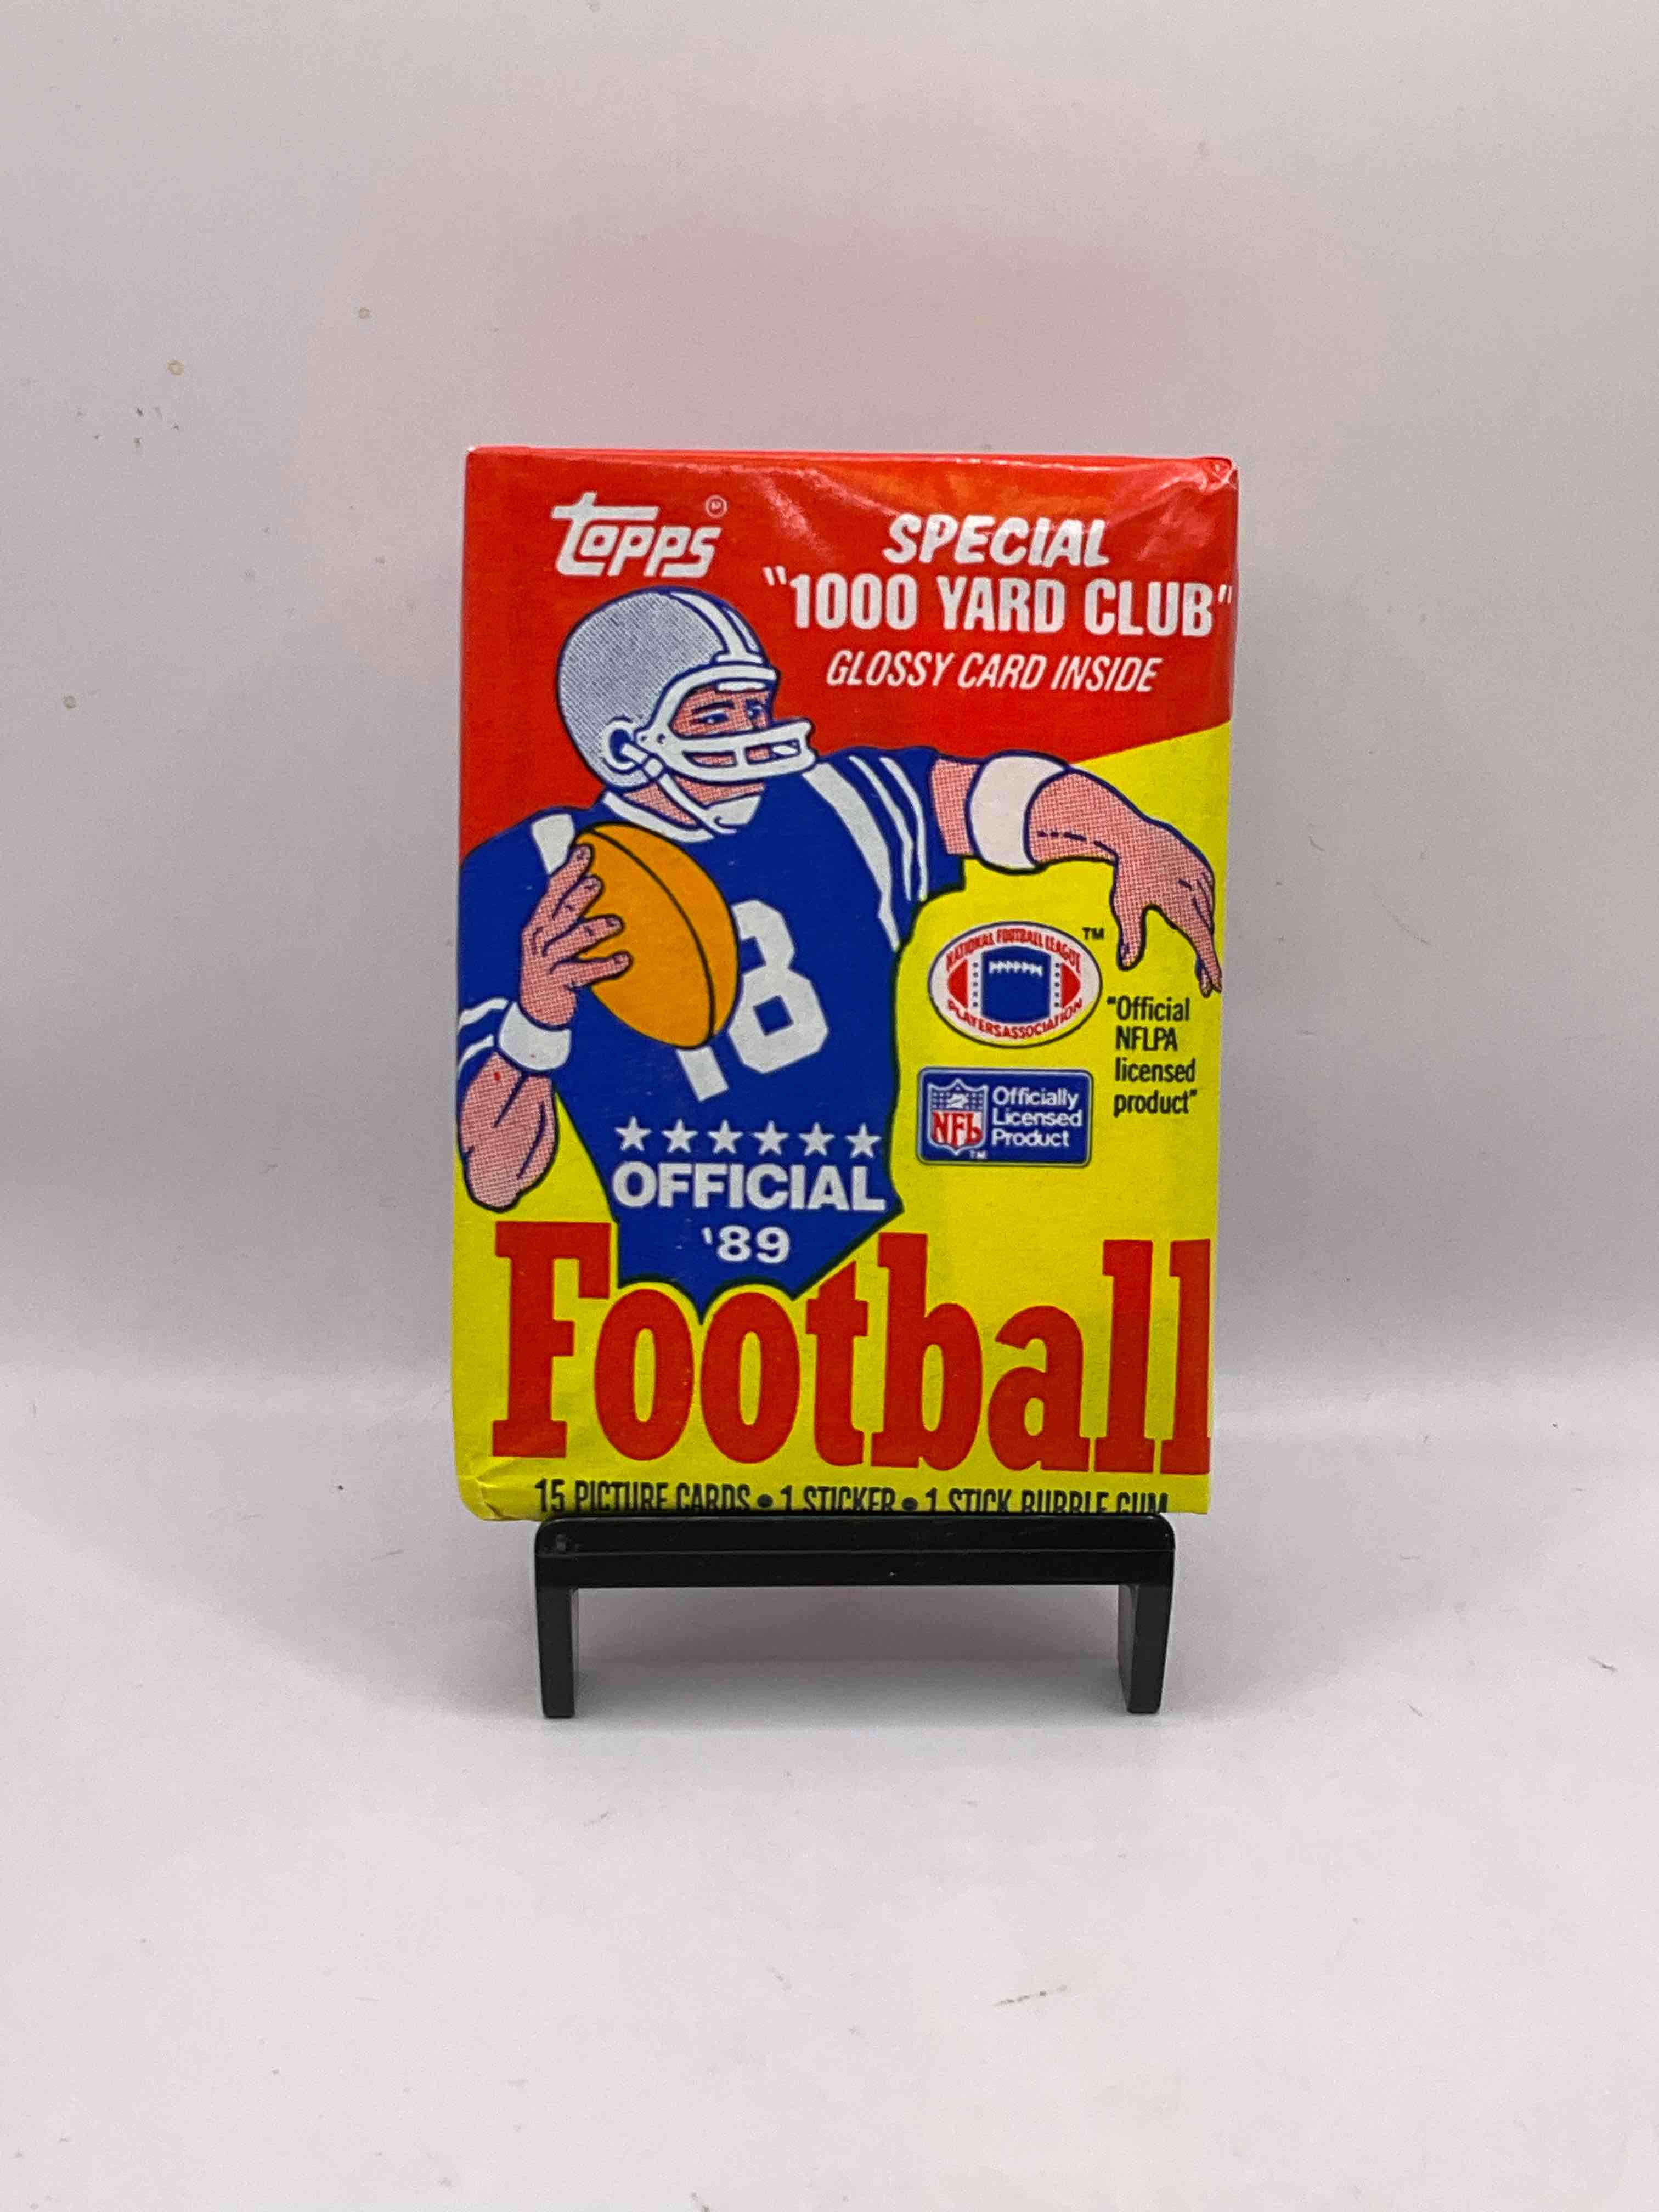 topps®
SPECIAL
"1000 YARD CLUB"
GLOSSY CARD INSIDE
18
NATIONAL FOOTBALL LEAGUE
PLAYERS ASSOCIATION
TM
"Official
NFLPA
licensed
product"
NFL
TM
Officially
Licensed
Product
OFFICIAL
'89
Football
15 PICTURE CARDS • 1 STICKER • 1 STICK BUBBLE GUM